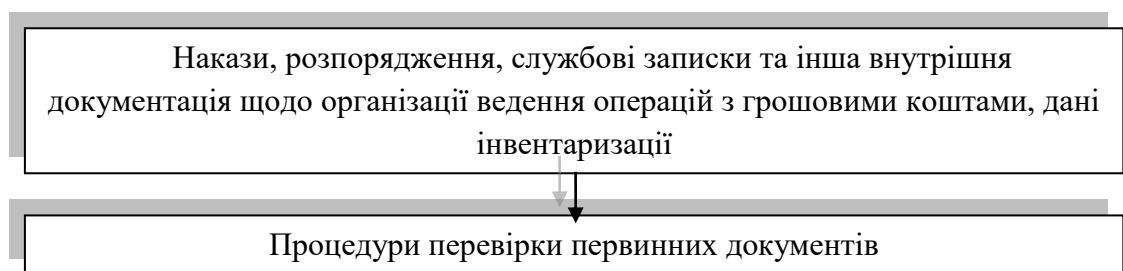 Накази, розпорядження, службові записки та інша внутрішня
документація щодо організації ведення операцій з грошовими коштами, дані
інвентаризації
Процедури перевірки первинних документів